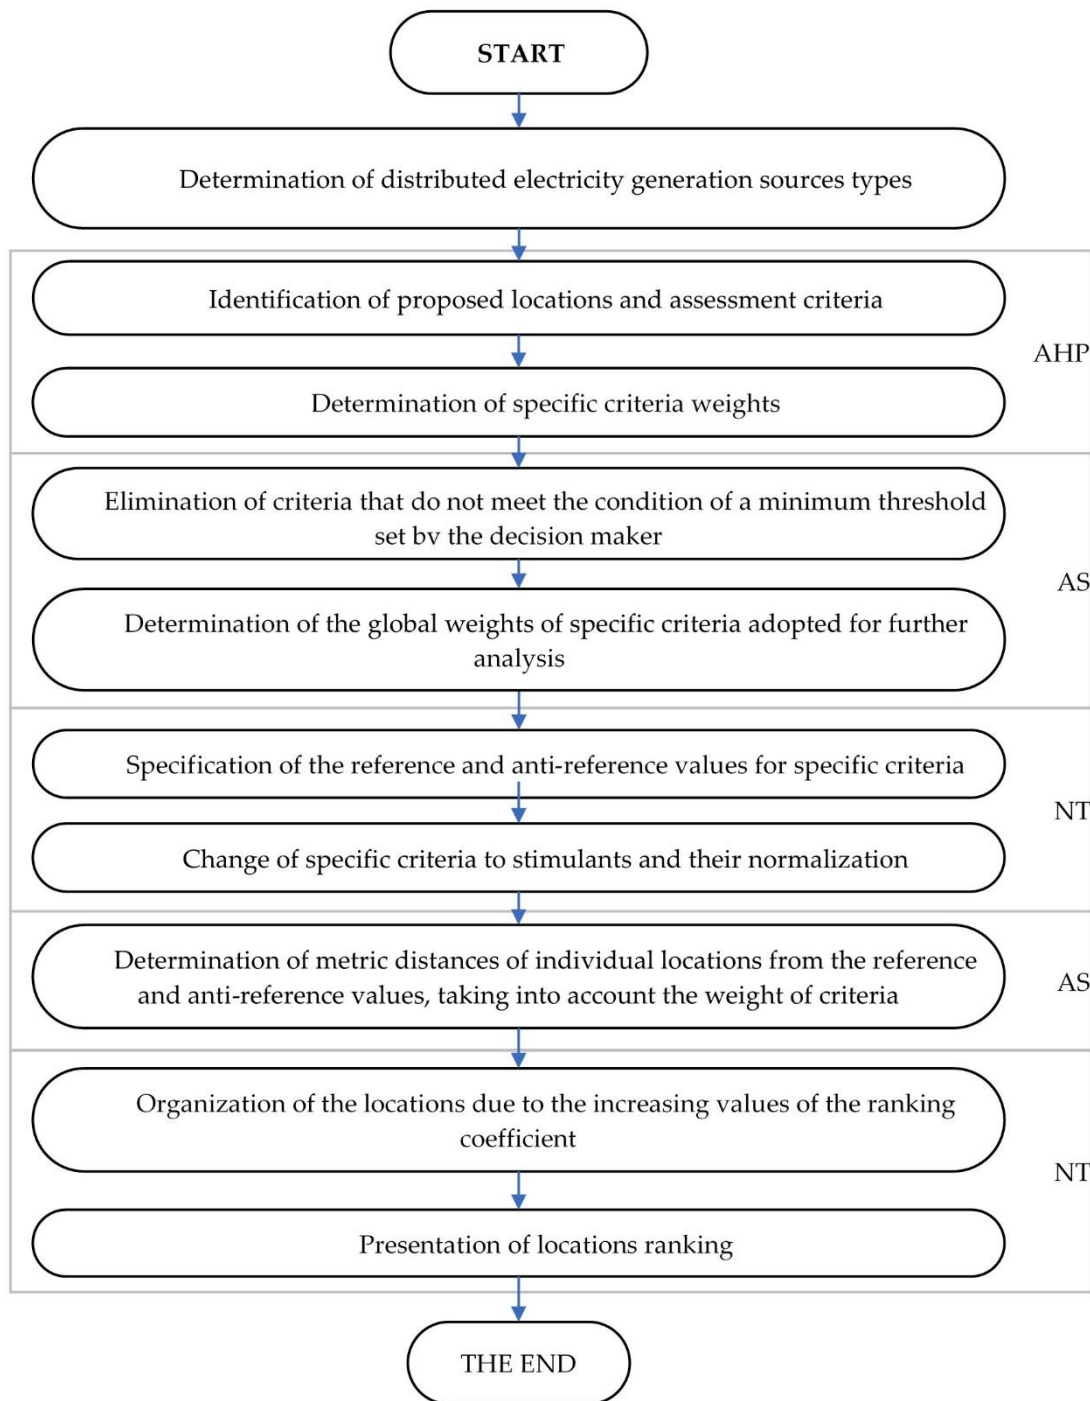 START
Determination of distributed electricity generation sources types
Identification of proposed locations and assessment criteria
AHP
Determination of specific criteria weights
Elimination of criteria that do not meet the condition of a minimum threshold
set by the decision maker
AS
Determination of the global weights of specific criteria adopted for further
analysis
Specification of the reference and anti-reference values for specific criteria
NT
Change of specific criteria to stimulants and their normalization
Determination of metric distances of individual locations from the reference
and anti-reference values, taking into account the weight of criteria
AS
Organization of the locations due to the increasing values of the ranking
coefficient
NT
Presentation of locations ranking
THE END